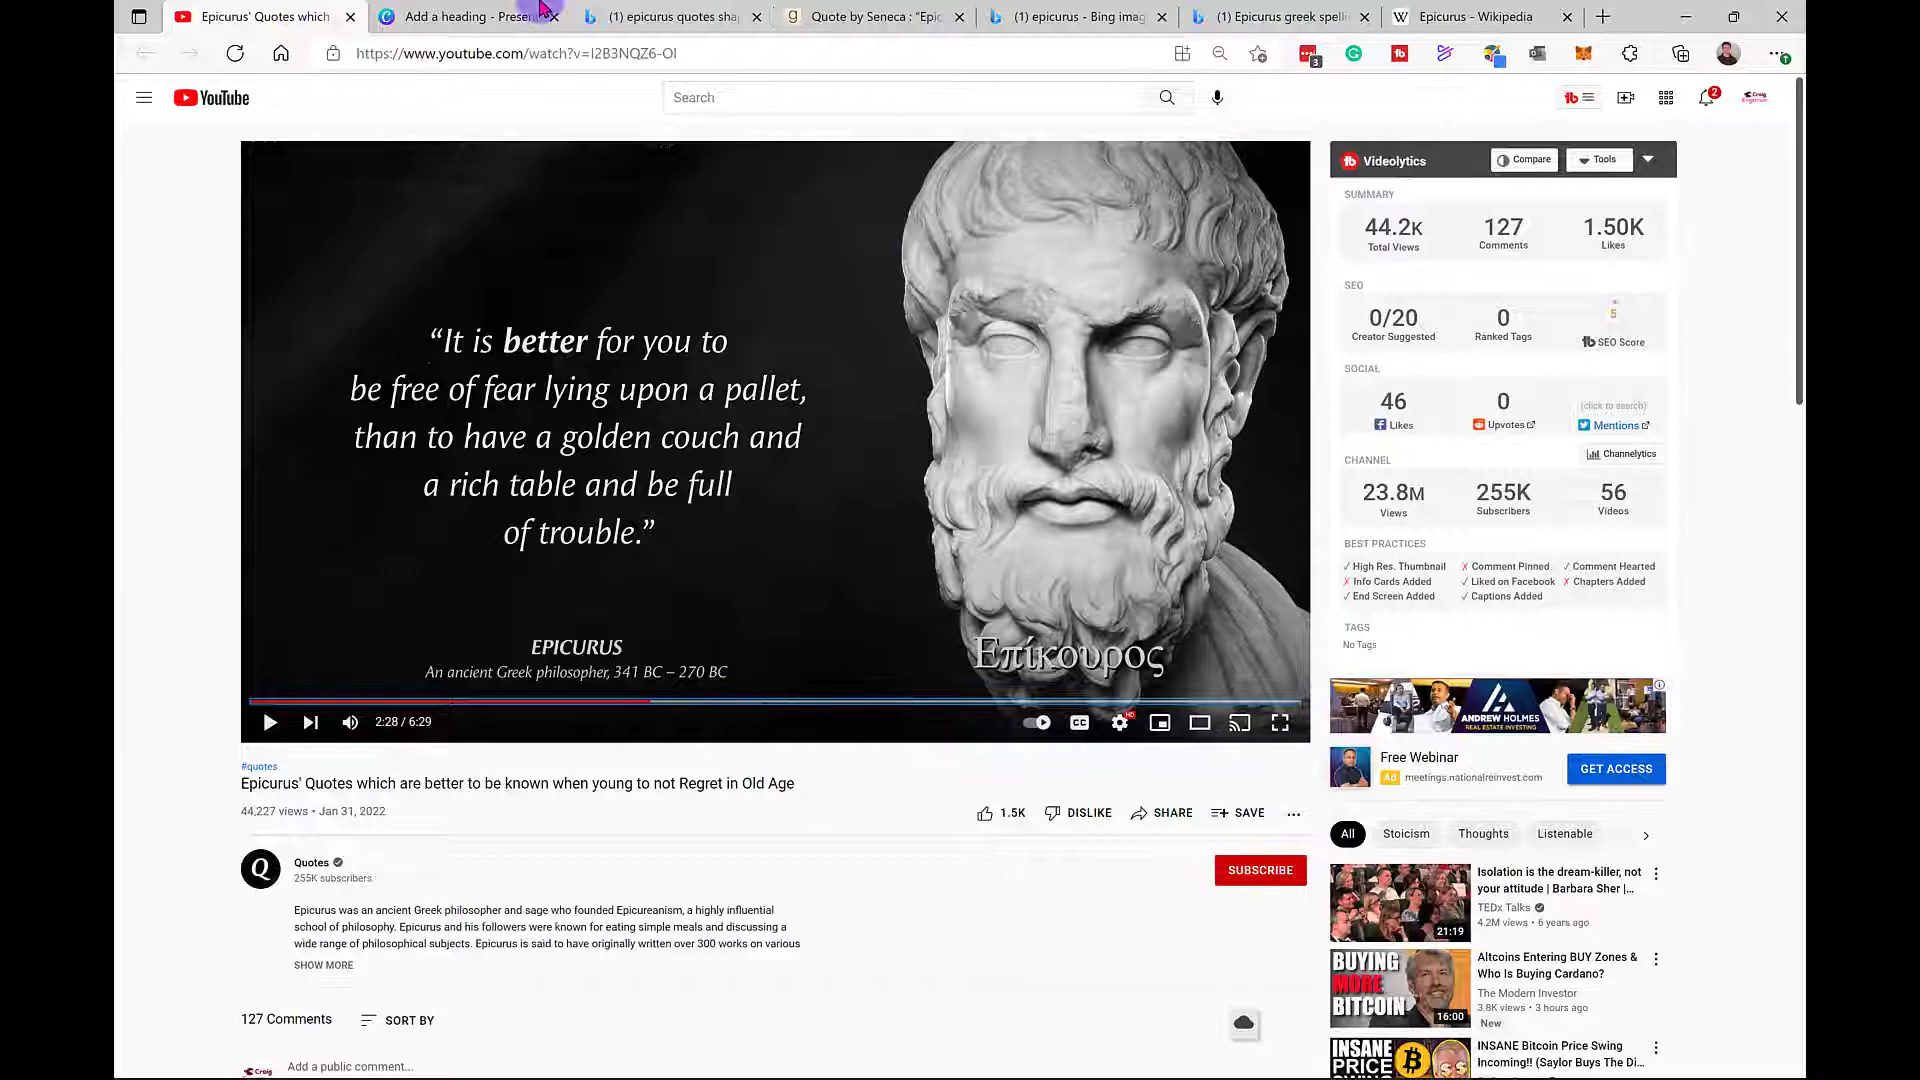 Epicurus' Quotes which
Add a heading - Presen
(1) epicurus quotes sha
Quote by Seneca : "Epic
(1) epicurus - Bing imag
(1) Epicurus greek spelli
Epicurus - Wikipedia
https://www.youtube.com/watch?v=I2B3NQZ6-OI
3
YouTube
Search
2
“It is better for you to
be free of fear lying upon a pallet,
than to have a golden couch and
a rich table and be full
of trouble.”
EPICURUS
An ancient Greek philosopher, 341 BC – 270 BC
Επίκουρος
2:28 / 6:29
CC
HD
#quotes
Epicurus' Quotes which are better to be known when young to not Regret in Old Age
44,227 views • Jan 31, 2022
1.5K
DISLIKE
SHARE
SAVE
Q
Quotes
255K subscribers
SUBSCRIBE
Epicurus was an ancient Greek philosopher and sage who founded Epicureanism, a highly influential
school of philosophy. Epicurus and his followers were known for eating simple meals and discussing a
wide range of philosophical subjects. Epicurus is said to have originally written over 300 works on various
SHOW MORE
127 Comments
SORT BY
Craig
Add a public comment...
tb Videolytics
Compare
Tools
SUMMARY
44.2K 127 1.50K
Total Views Comments Likes
SEO
0/20 0 5
Creator Suggested Ranked Tags tb SEO Score
SOCIAL
46 0 (click to search)
Likes Upvotes Mentions
CHANNEL
Channelytics
23.8M 255K 56
Views Subscribers Videos
BEST PRACTICES
✓ High Res. Thumbnail ✗ Comment Pinned ✓ Comment Hearted
✗ Info Cards Added ✓ Liked on Facebook ✗ Chapters Added
✓ End Screen Added ✓ Captions Added
TAGS
No Tags
ANDREW HOLMES
REAL ESTATE INVESTING
Free Webinar
Ad meetings.nationalreinvest.com
GET ACCESS
All Stoicism Thoughts Listenable
21:19
Isolation is the dream-killer, not
your attitude | Barbara Sher |...
TEDx Talks
4.2M views • 6 years ago
BUYING
MORE
BITCOIN
16:00
Altcoins Entering BUY Zones &
Who Is Buying Cardano?
The Modern Investor
3.8K views • 3 hours ago
New
INSANE
PRICE
INSANE Bitcoin Price Swing
Incoming!! (Saylor Buys The Di...